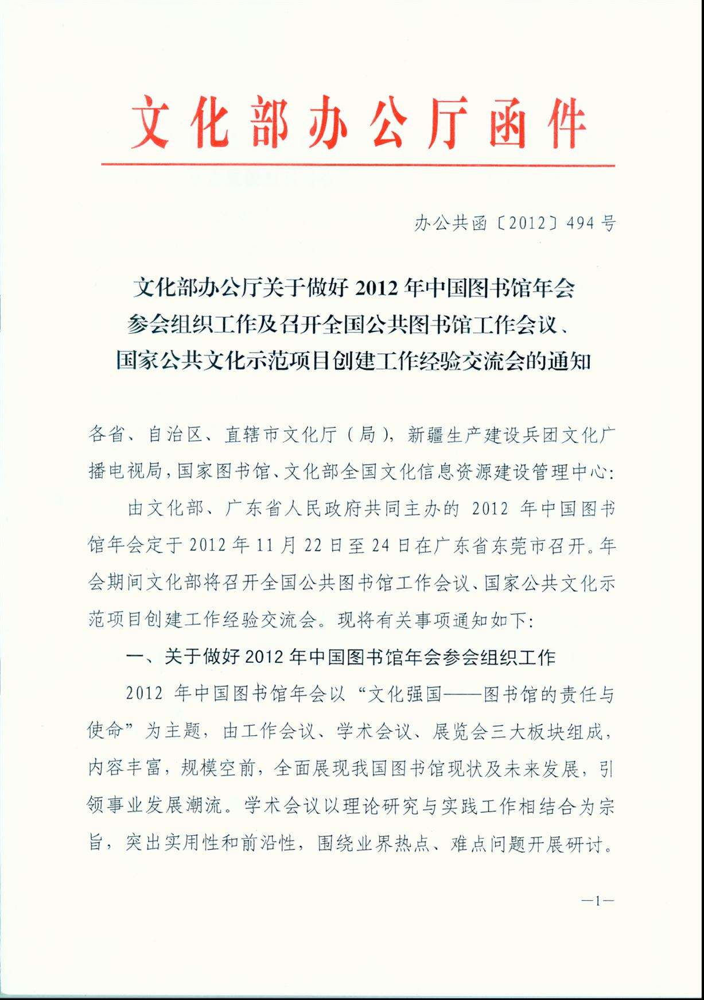 文化部办公厅函件
办公共函〔2012〕494号
文化部办公厅关于做好2012年中国图书馆年会
参会组织工作及召开全国公共图书馆工作会议、
国家公共文化示范项目创建工作经验交流会的通知
各省、自治区、直辖市文化厅(局),新疆生产建设兵团文化广
播电视局,国家图书馆、文化部全国文化信息资源建设管理中心:
由文化部、广东省人民政府共同主办的 2012 年中国图书
馆年会定于2012年11月22日至24日在广东省东莞市召开。年
会期间文化部将召开全国公共图书馆工作会议、国家公共文化示
范项目创建工作经验交流会。现将有关事项通知如下:
一、关于做好2012年中国图书馆年会参会组织工作
2012 年中国图书馆年会以“文化强国——图书馆的责任与
使命”为主题,由工作会议、学术会议、展览会三大板块组成,
内容丰富,规模空前,全面展现我国图书馆现状及未来发展,引
领事业发展潮流。学术会议以理论研究与实践工作相结合为宗
旨,突出实用性和前沿性,围绕业界热点、难点问题开展研讨。
—1—